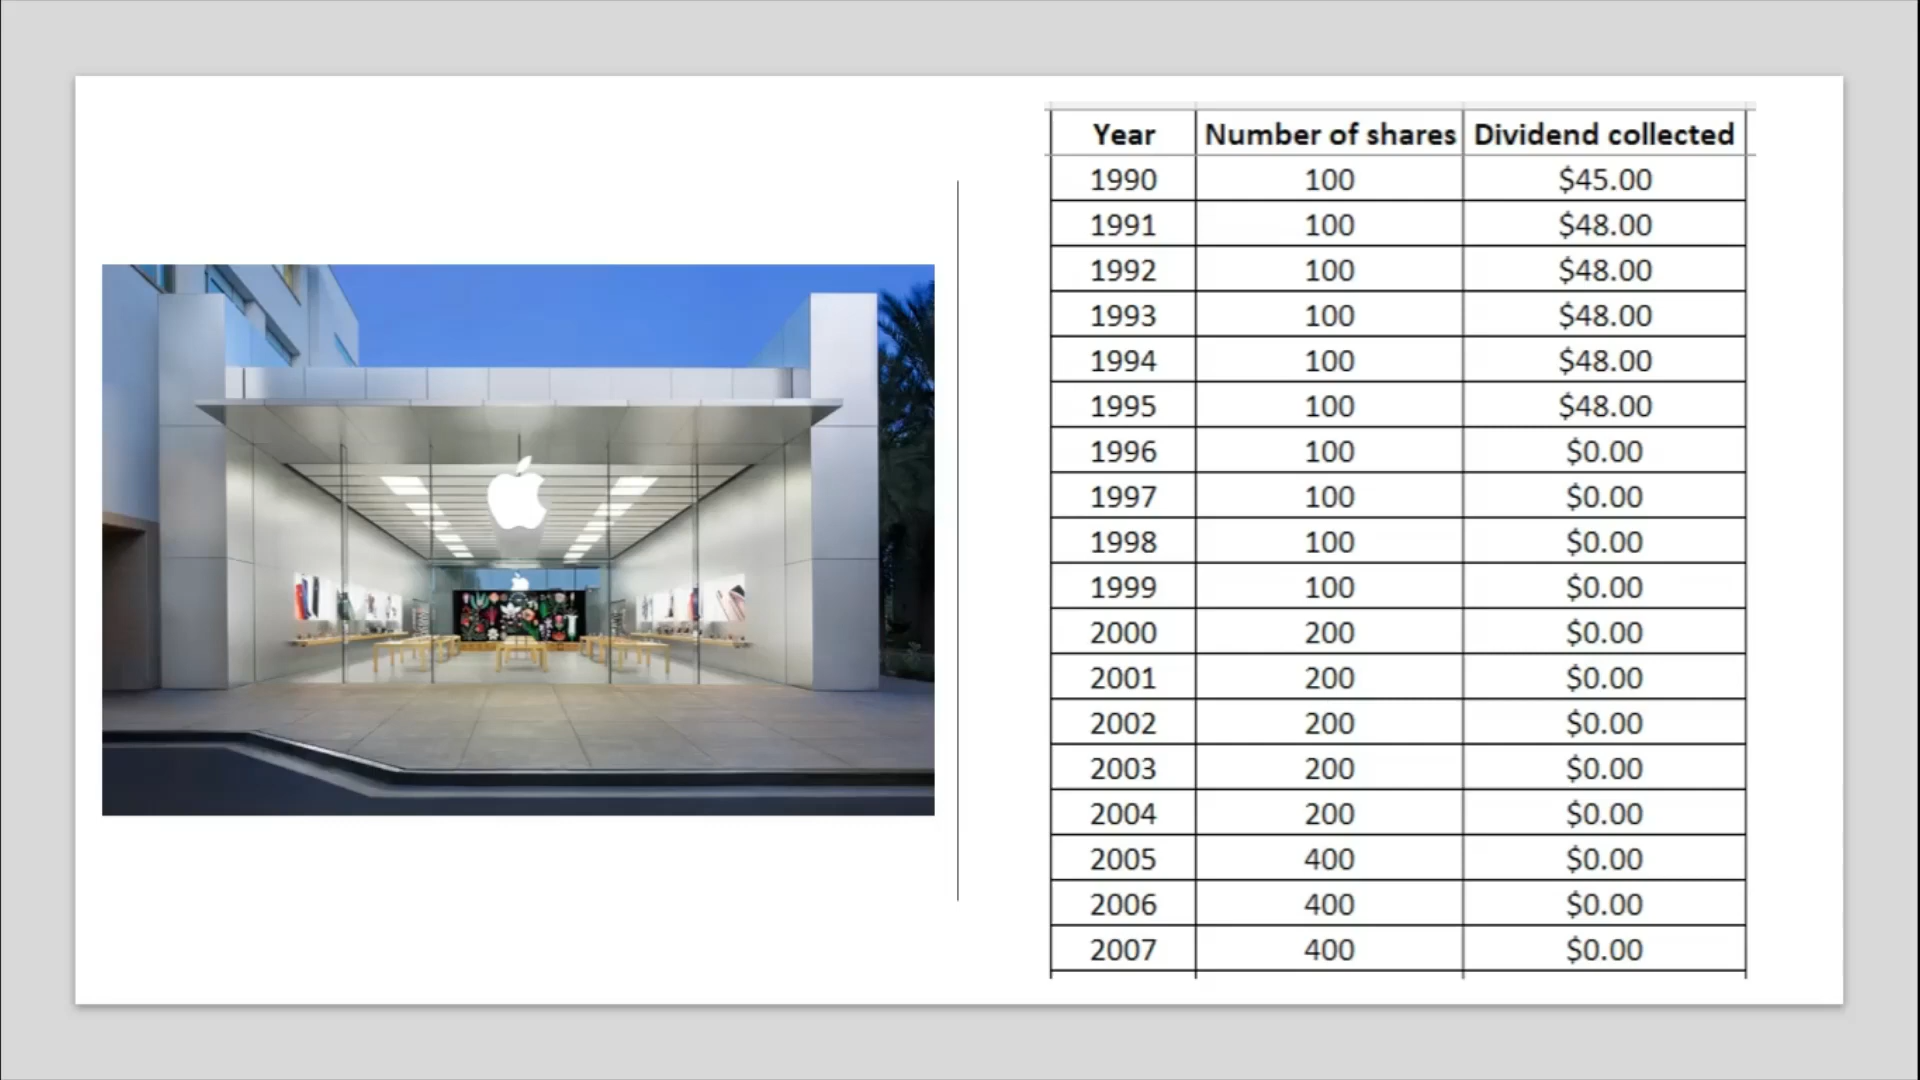 Year Number of shares Dividend collected
1990 100 $45.00
1991 100 $48.00
1992 100 $48.00
1993 100 $48.00
1994 100 $48.00
1995 100 $48.00
1996 100 $0.00
1997 100 $0.00
1998 100 $0.00
1999 100 $0.00
2000 200 $0.00
2001 200 $0.00
2002 200 $0.00
2003 200 $0.00
2004 200 $0.00
2005 400 $0.00
2006 400 $0.00
2007 400 $0.00